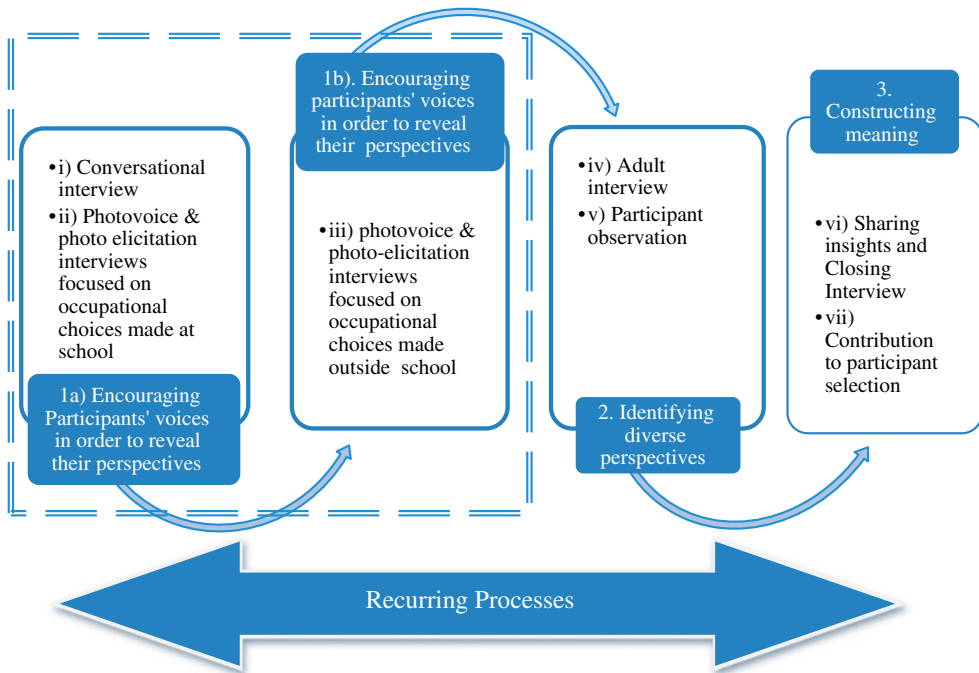 •i) Conversational
interview
•ii) Photovoice &
photo elicitation
interviews
focused on
occupational
choices made at
school
1a) Encouraging
Participants' voices
in order to reveal
their perspectives
1b). Encouraging
participants' voices
in order to reveal
their perspectives
•iii) photovoice &
photo-elicitation
interviews
focused on
occupational
choices made
outside school
•iv) Adult
interview
•v) Participant
observation
2. Identifying
diverse
perspectives
3.
Constructing
meaning
•vi) Sharing
insights and
Closing
Interview
•vii)
Contribution
to participant
selection
Recurring Processes